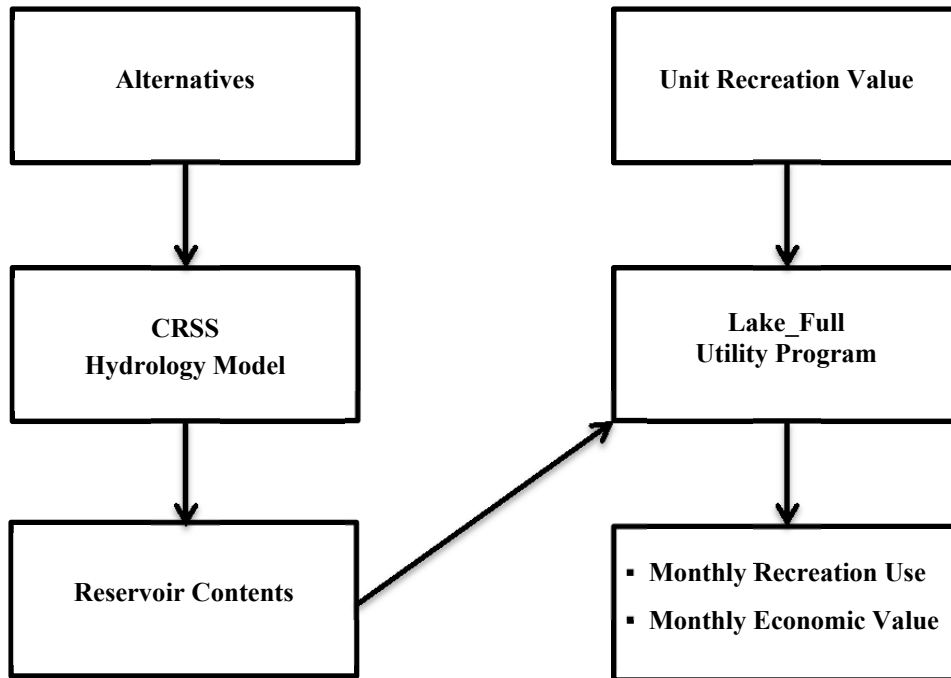 Alternatives
CRSS
Hydrology Model
Reservoir Contents
Unit Recreation Value
Lake_Full
Utility Program
▪ Monthly Recreation Use
▪ Monthly Economic Value